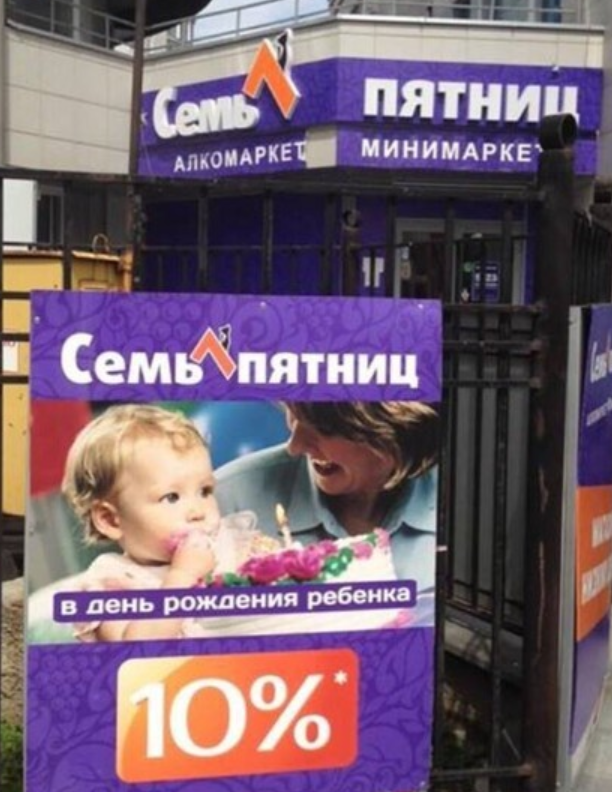 Семь пятниц
АЛКОМАРКЕТ МИНИМАРКЕТ
Семь пятниц
в день рождения ребенка
10%*